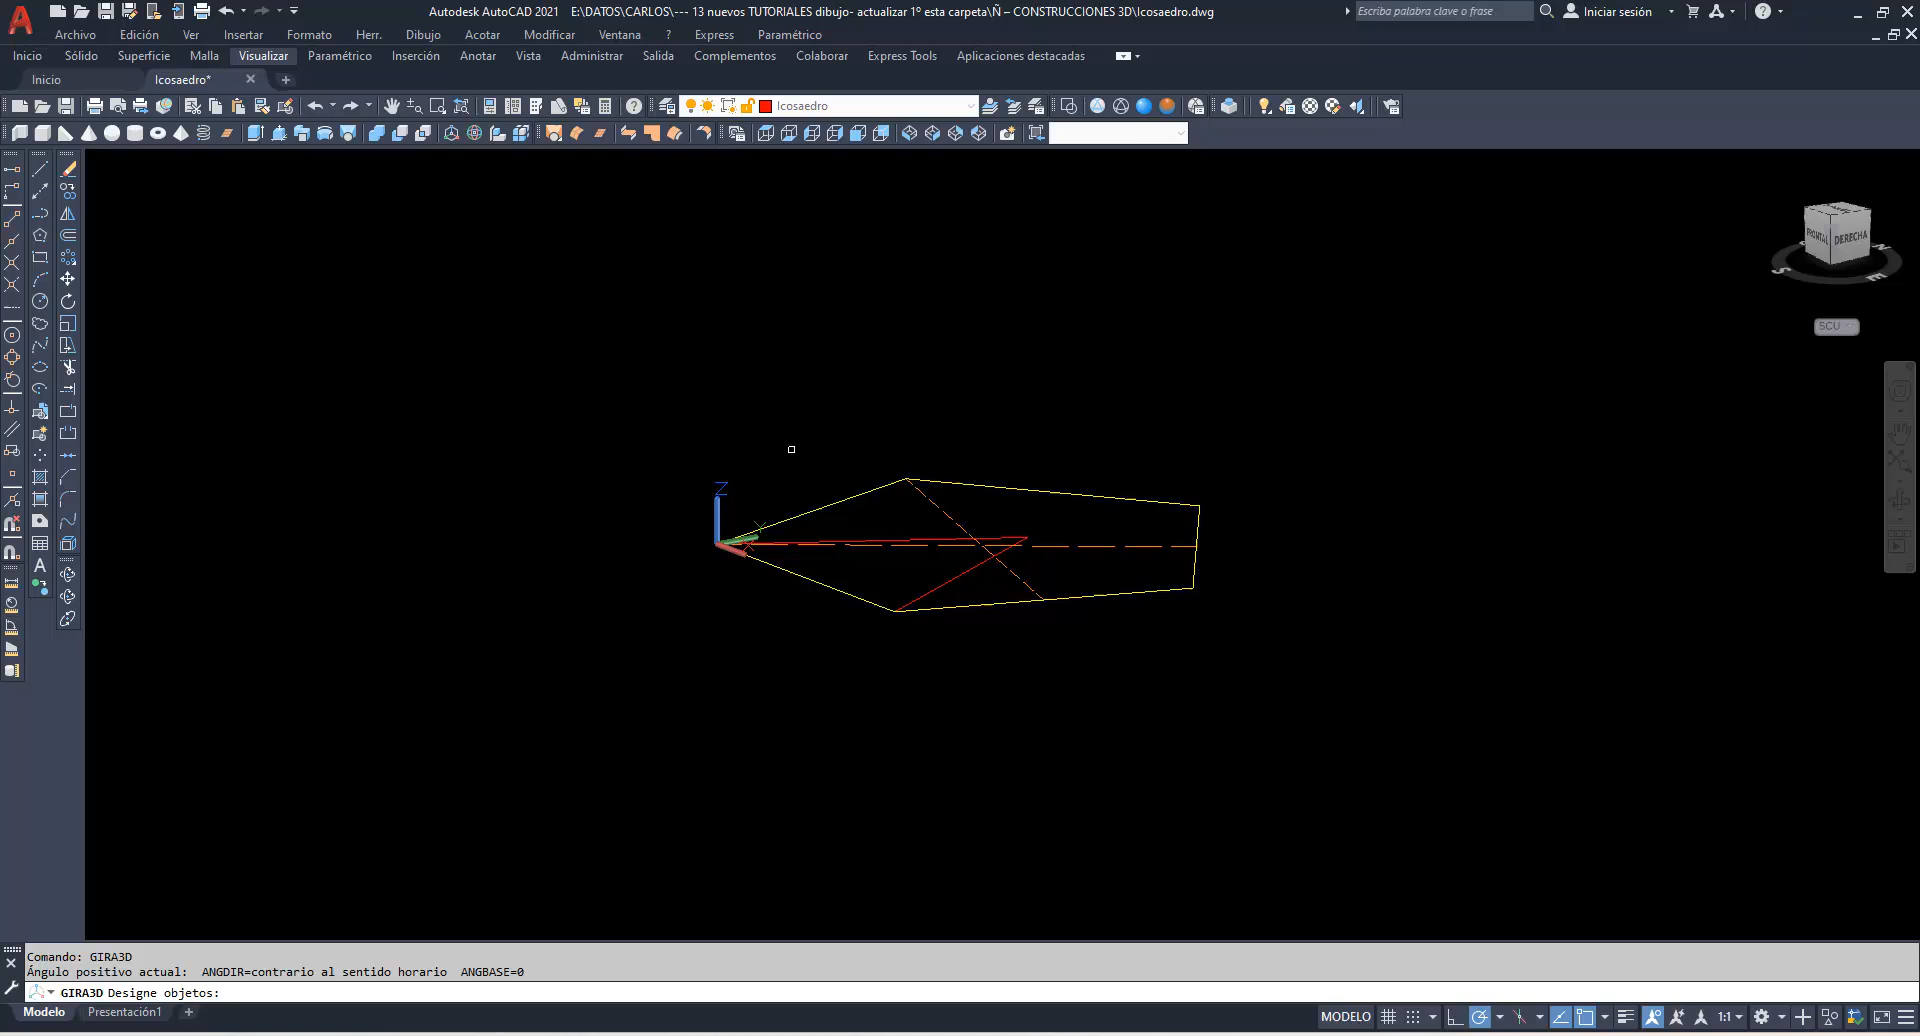 Autodesk AutoCAD 2021 E:\DATOS\CARLOS\--- 13 nuevos TUTORIALES dibujo- actualizar 1º esta carpeta\Ñ – CONSTRUCCIONES 3D\Icosaedro.dwg
Escriba palabra clave o frase
Iniciar sesión
Archivo Edición Ver Insertar Formato Herr. Dibujo Acotar Modificar Ventana ? Express Paramétrico
Inicio Sólido Superficie Malla Visualizar Paramétrico Inserción Anotar Vista Administrar Salida Complementos Colaborar Express Tools Aplicaciones destacadas
Inicio Icosaedro*
Icosaedro
FRONTAL DERECHA
S E N
SCU
Z
Y
X
Comando: GIRA3D
Ángulo positivo actual: ANGDIR=contrario al sentido horario ANGBASE=0
GIRA3D Designe objetos:
Modelo Presentación1 +
MODELO 1:1